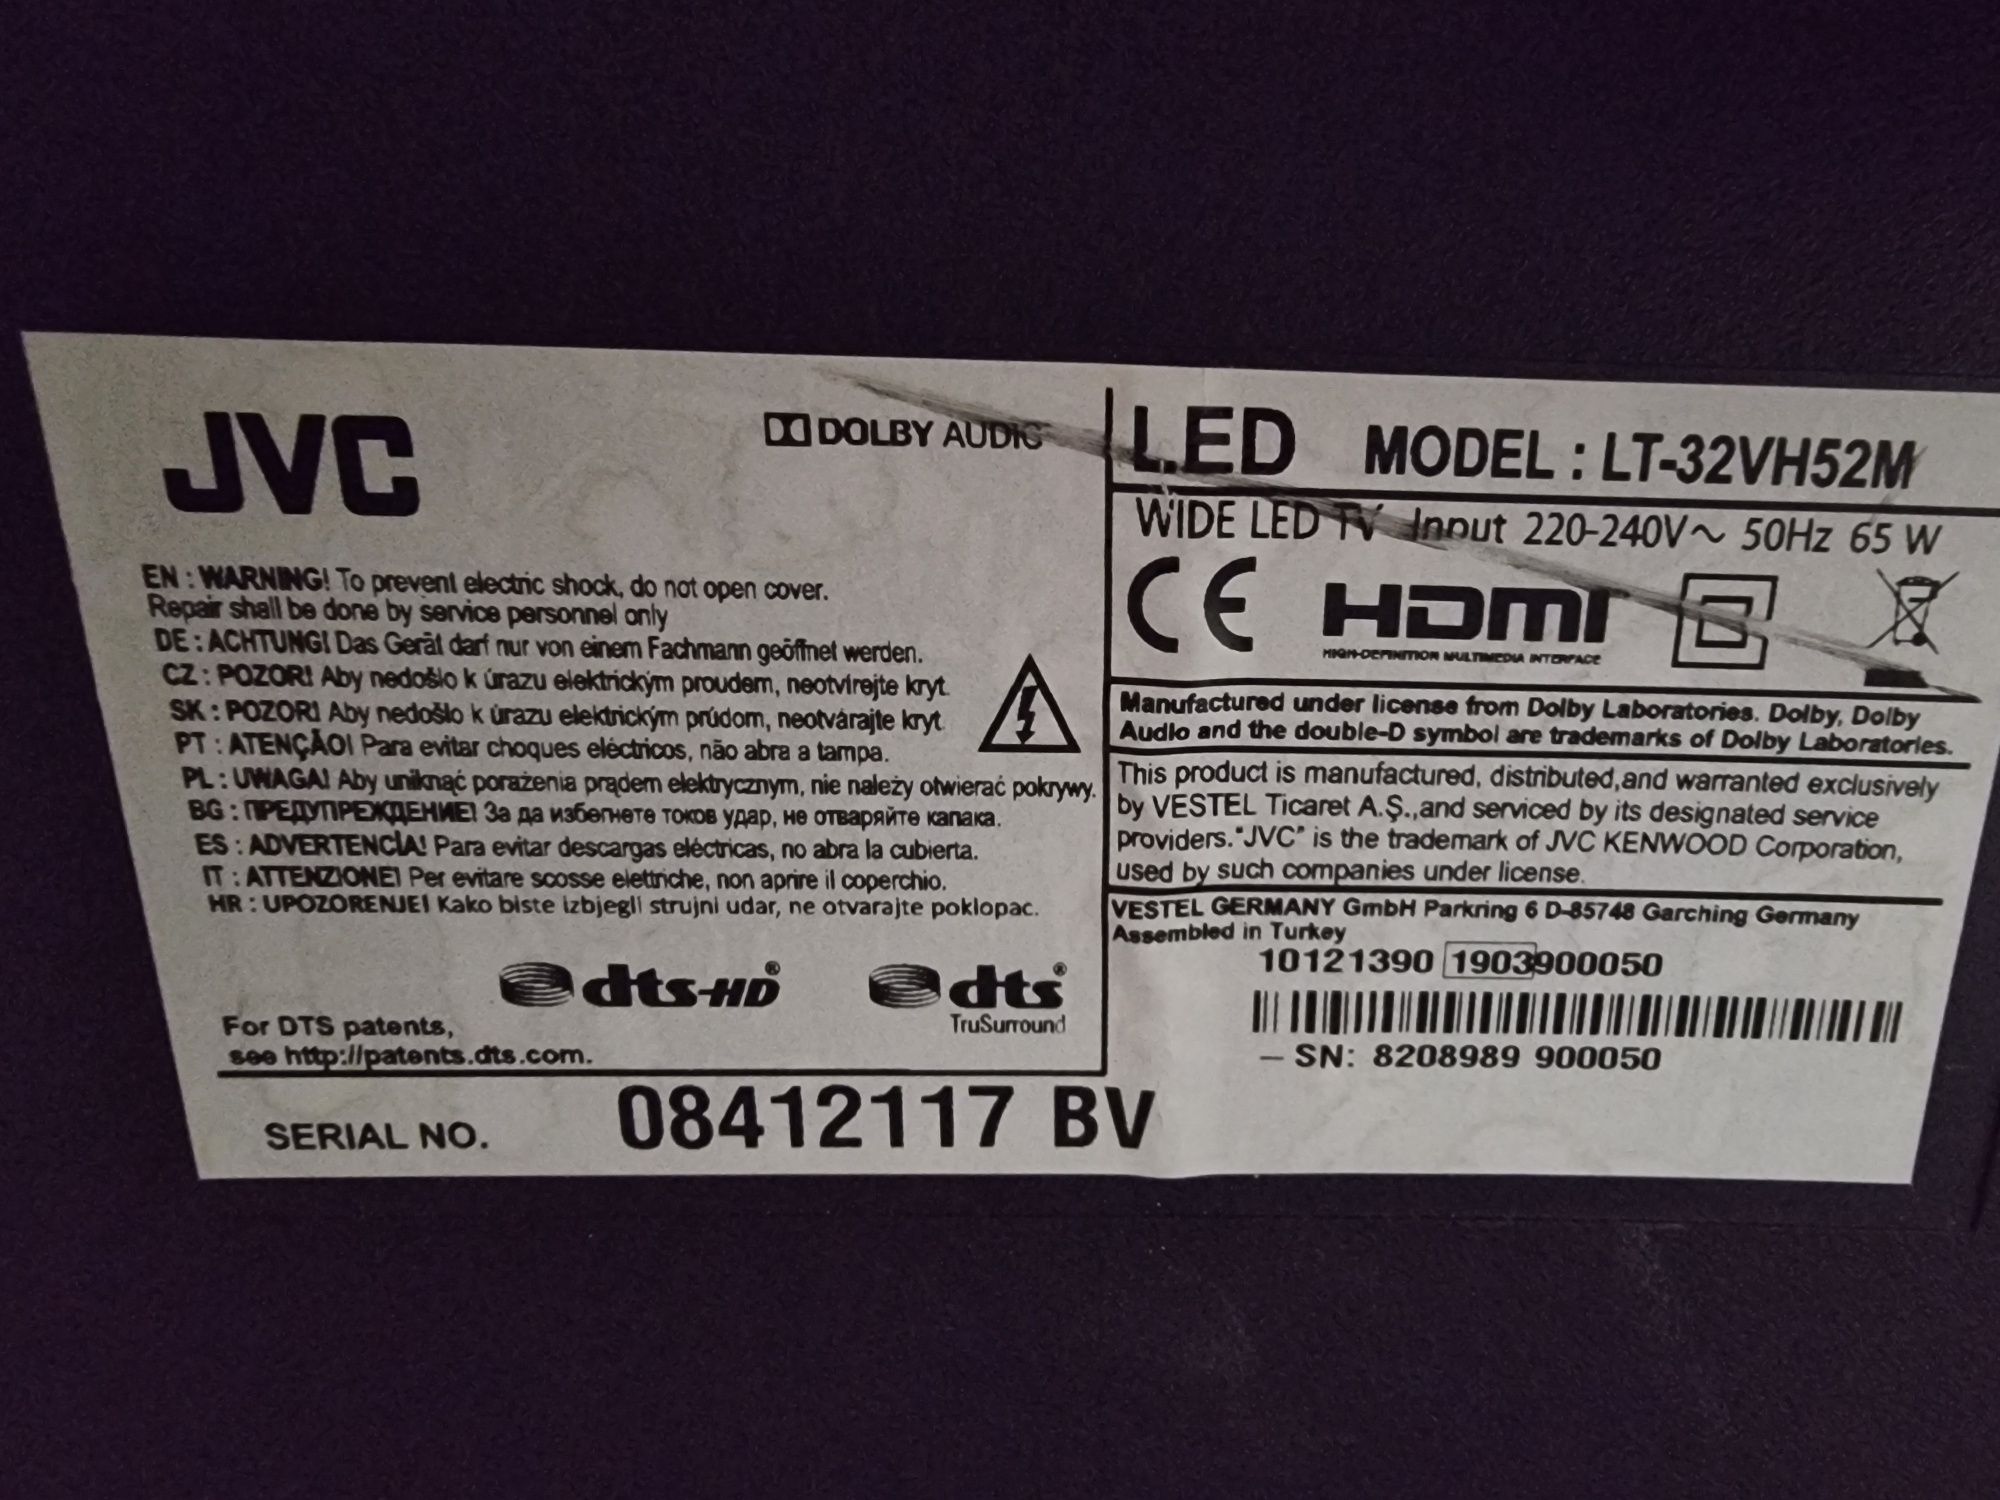 JVC
DOLBY AUDIO
EN : WARNING! To prevent electric shock, do not open cover.
Repair shall be done by service personnel only
DE : ACHTUNG! Das Gerät darf nur von einem Fachmann geöffnet werden.
CZ : POZOR! Aby nedošlo k úrazu elektrickým proudem, neotvírejte kryt.
SK : POZOR! Aby nedošlo k úrazu elektrickým prúdom, neotvárajte kryt.
PT : ATENÇÃO! Para evitar choques eléctricos, não abra a tampa.
PL : UWAGA! Aby uniknąć porażenia prądem elektrycznym, nie należy otwierać pokrywy.
BG : ПРЕДУПРЕЖДЕНИЕ! За да избегнете токов удар, не отваряйте капака.
ES : ADVERTENCÍA! Para evitar descargas eléctricas, no abra la cubierta.
IT : ATTENZIONE! Per evitare scosse elettriche, non aprire il coperchio.
HR : UPOZORENJE! Kako biste izbjegli strujni udar, ne otvarajte poklopac.
dts-HD®
dts®
TruSurround
For DTS patents,
see http://patents.dts.com.
SERIAL NO. 08412117 BV
LED MODEL : LT-32VH52M
WIDE LED TV Input 220-240V~ 50Hz 65 W
CE HDMI
HIGH-DEFINITION MULTIMEDIA INTERFACE
Manufactured under license from Dolby Laboratories. Dolby, Dolby
Audio and the double-D symbol are trademarks of Dolby Laboratories.
This product is manufactured, distributed,and warranted exclusively
by VESTEL Ticaret A.Ş.,and serviced by its designated service
providers."JVC" is the trademark of JVC KENWOOD Corporation,
used by such companies under license.
VESTEL GERMANY GmbH Parkring 6 D-85748 Garching Germany
Assembled in Turkey
10121390 1903900050
– SN: 8208989 900050